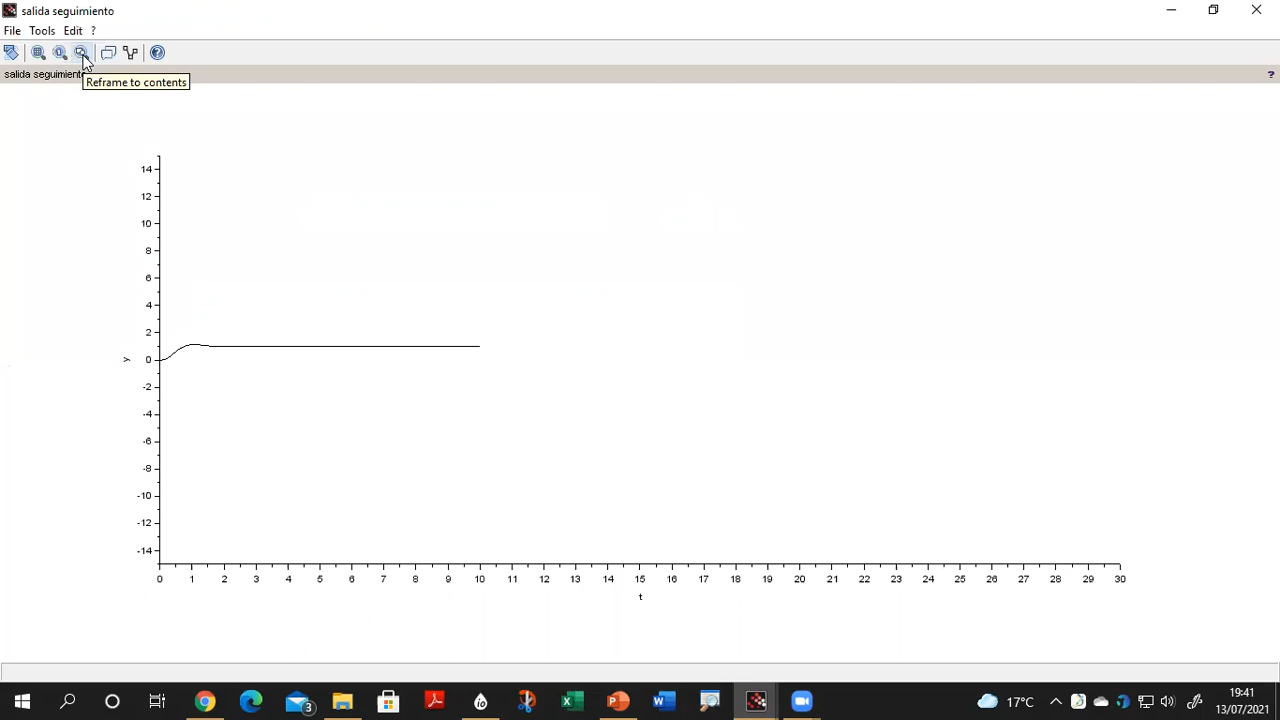 salida seguimiento
File Tools Edit ?
salida seguimiento
?
Reframe to contents
14
12
10
8
6
4
2
0
-2
-4
-6
-8
-10
-12
-14
y
0 1 2 3 4 5 6 7 8 9 10 11 12 13 14 15 16 17 18 19 20 21 22 23 24 25 26 27 28 29 30
t
3
17°C
19:41
13/07/2021